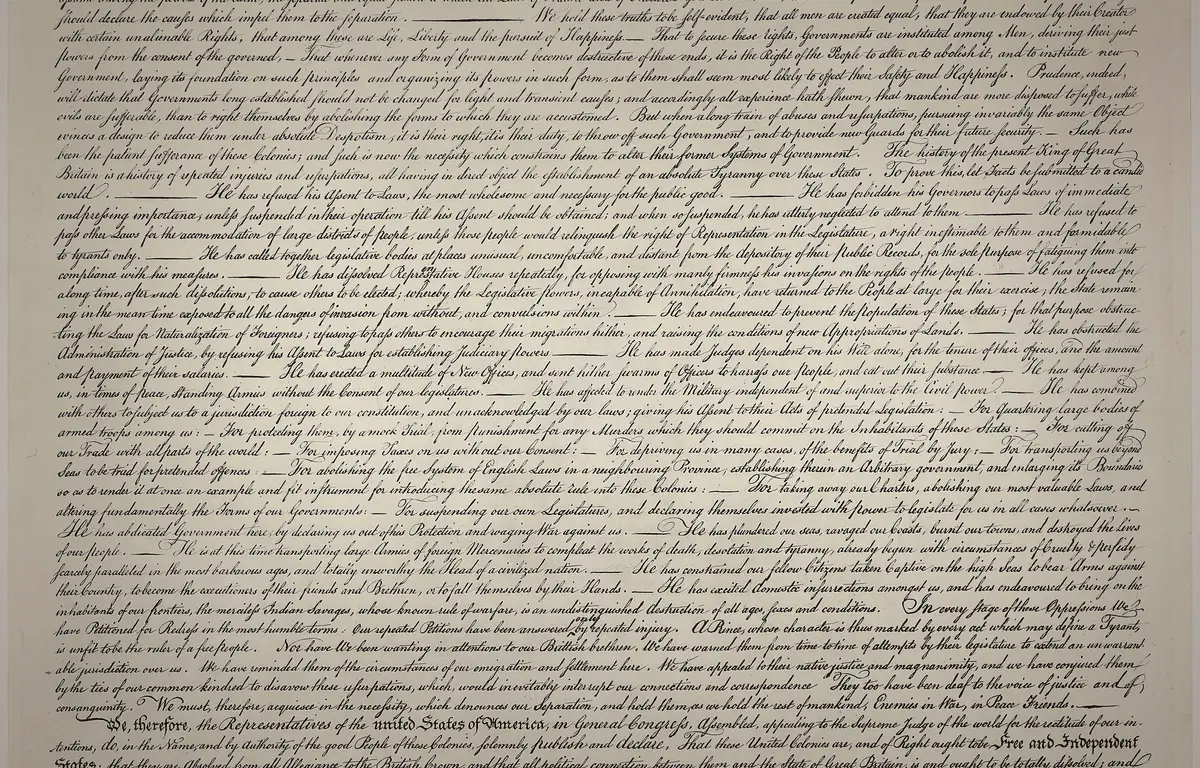 should declare the causes which impel them to the separation. ——— We hold these truths to be self-evident, that all men are created equal, that they are endowed by their Creator
with certain unalienable Rights, that among these are Life, Liberty and the pursuit of Happiness.— That to secure these rights, Governments are instituted among Men, deriving their just
powers from the consent of the governed, — That whenever any Form of Government becomes destructive of these ends, it is the Right of the People to alter or to abolish it, and to institute new
Government, laying its foundation on such principles and organizing its powers in such form, as to them shall seem most likely to effect their Safety and Happiness. Prudence, indeed,
will dictate that Governments long established should not be changed for light and transient causes; and accordingly all experience hath shewn, that mankind are more disposed to suffer, while
evils are sufferable, than to right themselves by abolishing the forms to which they are accustomed. But when a long train of abuses and usurpations, pursuing invariably the same Object
evinces a design to reduce them under absolute Despotism, it is their right, it is their duty, to throw off such Government, and to provide new Guards for their future security. — Such has
been the patient sufferance of these Colonies; and such is now the necessity which constrains them to alter their former Systems of Government. The history of the present King of Great
Britain is a history of repeated injuries and usurpations, all having in direct object the establishment of an absolute Tyranny over these States. To prove this, let Facts be submitted to a candid
world. ——— He has refused his Assent to Laws, the most wholesome and necessary for the public good. ——— He has forbidden his Governors to pass Laws of immediate
and pressing importance, unless suspended in their operation till his Assent should be obtained; and when so suspended, he has utterly neglected to attend to them. ——— He has refused to
pass other Laws for the accommodation of large districts of people, unless those people would relinquish the right of Representation in the Legislature, a right inestimable to them and formidable
to tyrants only. ——— He has called together legislative bodies at places unusual, uncomfortable, and distant from the depository of their public Records, for the sole purpose of fatiguing them into
compliance with his measures. ——— He has dissolved Representative Houses repeatedly, for opposing with manly firmness his invasions on the rights of the people. ——— He has refused for
a long time, after such dissolutions, to cause others to be elected; whereby the Legislative powers, incapable of Annihilation, have returned to the People at large for their exercise; the State remain-
ing in the mean time exposed to all the dangers of invasion from without, and convulsions within. ——— He has endeavoured to prevent the population of these States; for that purpose obstruc-
ting the Laws for Naturalization of Foreigners; refusing to pass others to encourage their migrations hither, and raising the conditions of new Appropriations of Lands. ——— He has obstructed the
Administration of Justice, by refusing his Assent to Laws for establishing Judiciary powers ——— He has made Judges dependent on his Will alone, for the tenure of their offices, and the amount
and payment of their salaries. ——— He has erected a multitude of New Offices, and sent hither swarms of Officers to harrass our people, and eat out their substance. ——— He has kept among
us, in times of peace, Standing Armies without the Consent of our legislatures. ——— He has affected to render the Military independent of and superior to the Civil power. ——— He has combined
with others to subject us to a jurisdiction foreign to our constitution, and unacknowledged by our laws; giving his Assent to their Acts of pretended Legislation: — For Quartering large bodies of
armed troops among us: — For protecting them, by a mock Trial, from punishment for any Murders which they should commit on the Inhabitants of these States: — For cutting off
our Trade with all parts of the world: — For imposing Taxes on us without our Consent: — For depriving us in many cases, of the benefits of Trial by Jury: — For transporting us beyond
Seas to be tried for pretended offences: — For abolishing the free System of English Laws in a neighbouring Province, establishing therein an Arbitrary government, and enlarging its Boundaries
so as to render it at once an example and fit instrument for introducing the same absolute rule into these Colonies: — For taking away our Charters, abolishing our most valuable Laws, and
altering fundamentally the Forms of our Governments: — For suspending our own Legislatures, and declaring themselves invested with power to legislate for us in all cases whatsoever. —
He has abdicated Government here, by declaring us out of his Protection and waging War against us. ——— He has plundered our seas, ravaged our Coasts, burnt our towns, and destroyed the lives
of our people. ——— He is at this time transporting large Armies of foreign Mercenaries to compleat the works of death, desolation and tyranny, already begun with circumstances of Cruelty & perfidy
scarcely paralleled in the most barbarous ages, and totally unworthy the Head of a civilized nation. ——— He has constrained our fellow Citizens taken Captive on the high Seas to bear Arms against
their Country, to become the executioners of their friends and Brethren, or to fall themselves by their Hands. — He has excited domestic insurrections amongst us, and has endeavoured to bring on the
inhabitants of our frontiers, the merciless Indian Savages, whose known rule of warfare, is an undistinguished destruction of all ages, sexes and conditions. In every stage of these Oppressions We
have Petitioned for Redress in the most humble terms: Our repeated Petitions have been answered only by repeated injury. A Prince, whose character is thus marked by every act which may define a Tyrant,
is unfit to be the ruler of a free people. Nor have We been wanting in attentions to our British brethren. We have warned them from time to time of attempts by their legislature to extend an unwarrant-
able jurisdiction over us. We have reminded them of the circumstances of our emigration and settlement here. We have appealed to their native justice and magnanimity, and we have conjured them
by the ties of our common kindred to disavow these usurpations, which, would inevitably interrupt our connections and correspondence They too have been deaf to the voice of justice and of
consanguinity. We must, therefore, acquiesce in the necessity, which denounces our Separation, and hold them, as we hold the rest of mankind, Enemies in War, in Peace Friends. ———
We, therefore, the Representatives of the united States of America, in General Congress, Assembled, appealing to the Supreme Judge of the world for the rectitude of our in-
tentions, do, in the Name, and by Authority of the good People of these Colonies, solemnly publish and declare, That these United Colonies are, and of Right ought to be Free and Independent
States; that they are Absolved from all Allegiance to the British Crown, and that all political connection between them and the State of Great Britain, is and ought to be totally dissolved; and